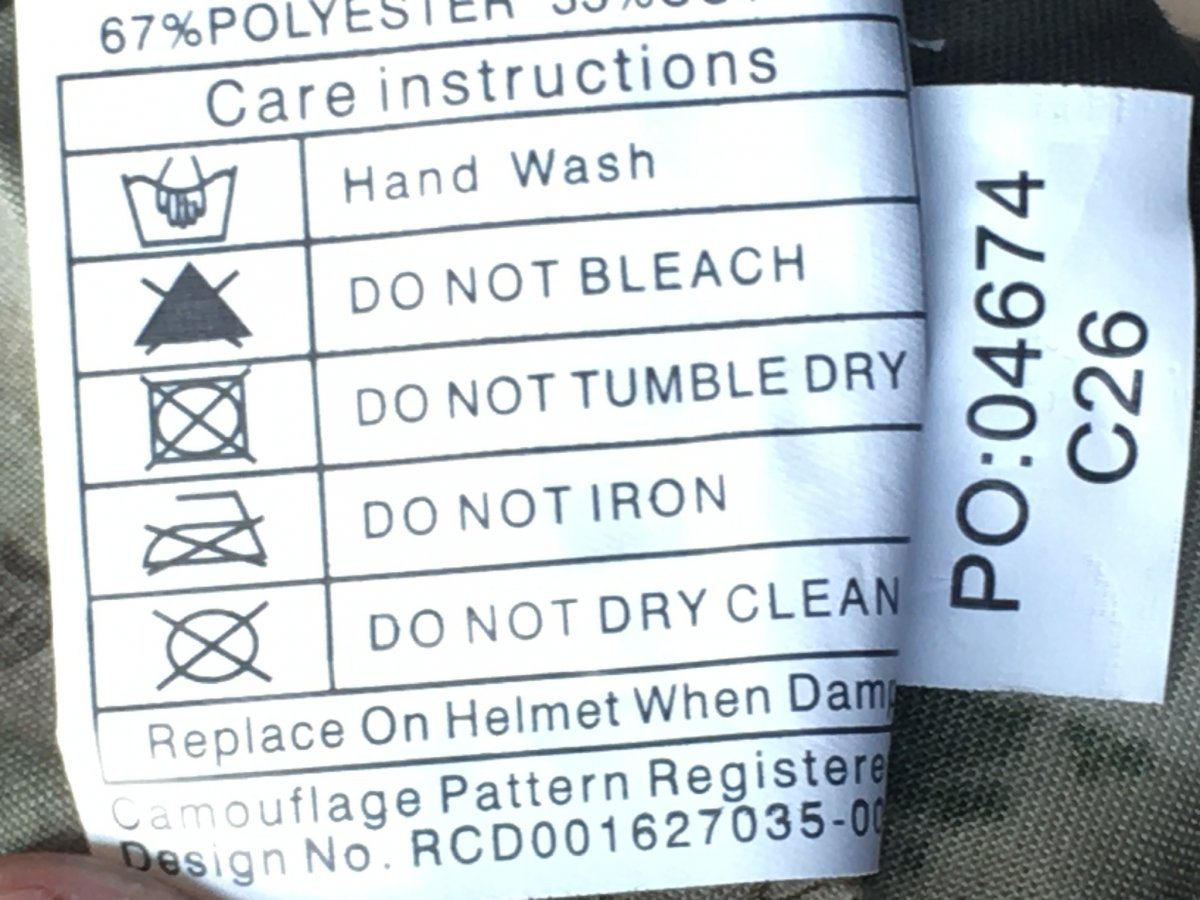 67%POLYESTER
Care instructions
Hand Wash
DO NOT BLEACH
DO NOT TUMBLE DRY
DO NOT IRON
DO NOT DRY CLEAN
Replace On Helmet When Damp
Camouflage Pattern Registere
Design No. RCD001627035-00
PO:04674
C26